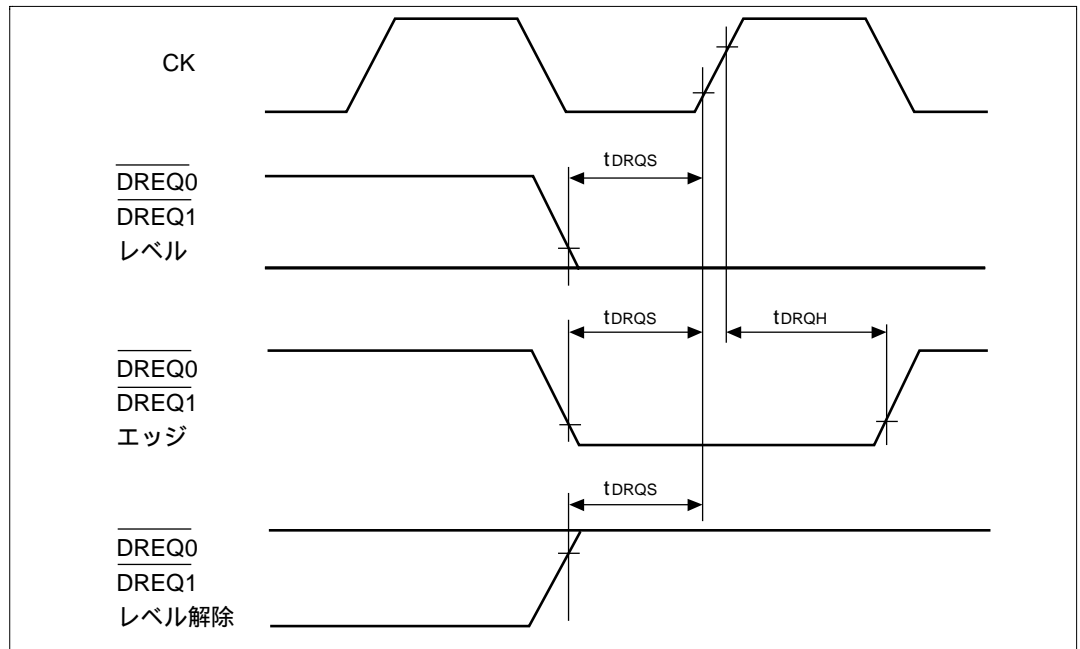 CK
DREQ0
DREQ1
レベル
tDRQS
DREQ0
DREQ1
エッジ
tDRQS
tDRQH
DREQ0
DREQ1
レベル解除
tDRQS